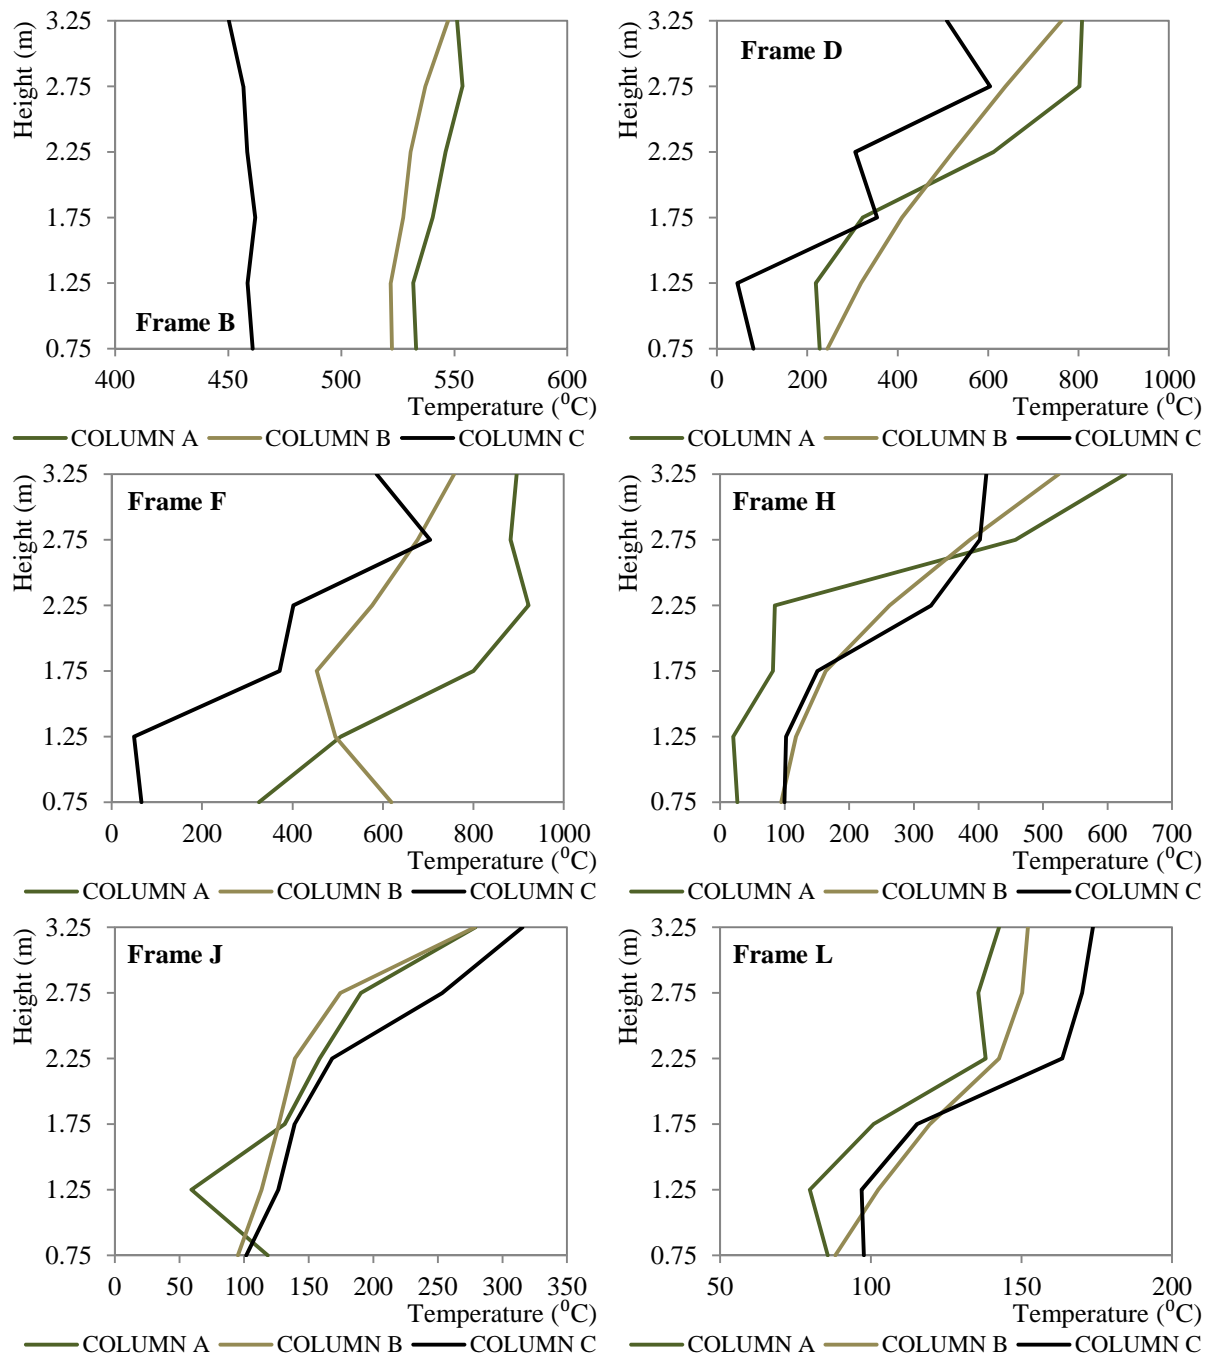 Height (m)
3.25
2.75
2.25
1.75
1.25
0.75
Frame B
400 450 500 550 600
Temperature (⁰C)
COLUMN A COLUMN B COLUMN C
Height (m)
3.25
2.75
2.25
1.75
1.25
0.75
Frame D
0 200 400 600 800 1000
Temperature (⁰C)
COLUMN A COLUMN B COLUMN C
Height (m)
3.25
2.75
2.25
1.75
1.25
0.75
Frame F
0 200 400 600 800 1000
Temperature (⁰C)
COLUMN A COLUMN B COLUMN C
Height (m)
3.25
2.75
2.25
1.75
1.25
0.75
Frame H
0 100 200 300 400 500 600 700
Temperature (⁰C)
COLUMN A COLUMN B COLUMN C
Height (m)
3.25
2.75
2.25
1.75
1.25
0.75
Frame J
0 50 100 150 200 250 300 350
Temperature (⁰C)
COLUMN A COLUMN B COLUMN C
Height (m)
3.25
2.75
2.25
1.75
1.25
0.75
Frame L
50 100 150 200
Temperature (⁰C)
COLUMN A COLUMN B COLUMN C